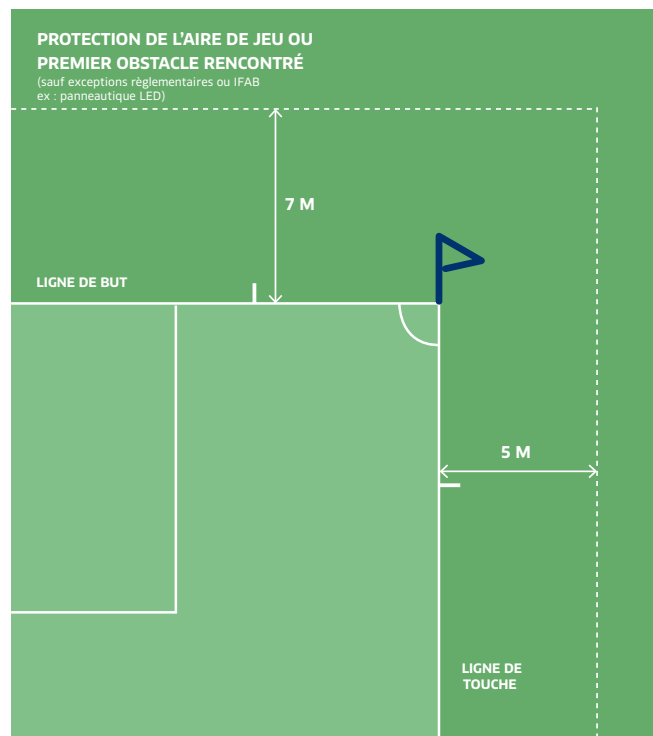 PROTECTION DE L’AIRE DE JEU OU
PREMIER OBSTACLE RENCONTRÉ
(sauf exceptions règlementaires ou IFAB
ex : panneautique LED)
7 M
LIGNE DE BUT
5 M
LIGNE DE
TOUCHE